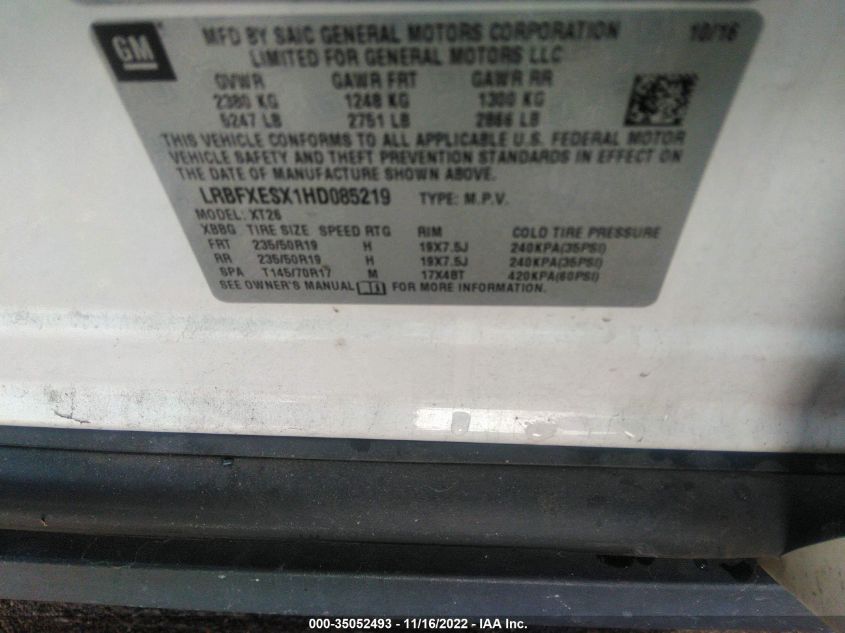 GM
MFD BY SAIC GENERAL MOTORS CORPORATION 10/16
LIMITED FOR GENERAL MOTORS LLC
GVWR GAWR FRT GAWR RR
2380 KG 1248 KG 1300 KG
5247 LB 2751 LB 2866 LB
THIS VEHICLE CONFORMS TO ALL APPLICABLE U.S. FEDERAL MOTOR
VEHICLE SAFETY AND THEFT PREVENTION STANDARDS IN EFFECT ON
THE DATE OF MANUFACTURE SHOWN ABOVE.
LRBFXESX1HD085219 TYPE: M.P.V.
MODEL: XT26
XBBG TIRE SIZE SPEED RTG RIM COLD TIRE PRESSURE
FRT 235/50R19 H 19X7.5J 240KPA(35PSI)
RR 235/50R19 H 19X7.5J 240KPA(35PSI)
SPA T145/70R17 M 17X4BT 420KPA(60PSI)
SEE OWNER'S MANUAL FOR MORE INFORMATION.
000-35052493 - 11/16/2022 - IAA Inc.